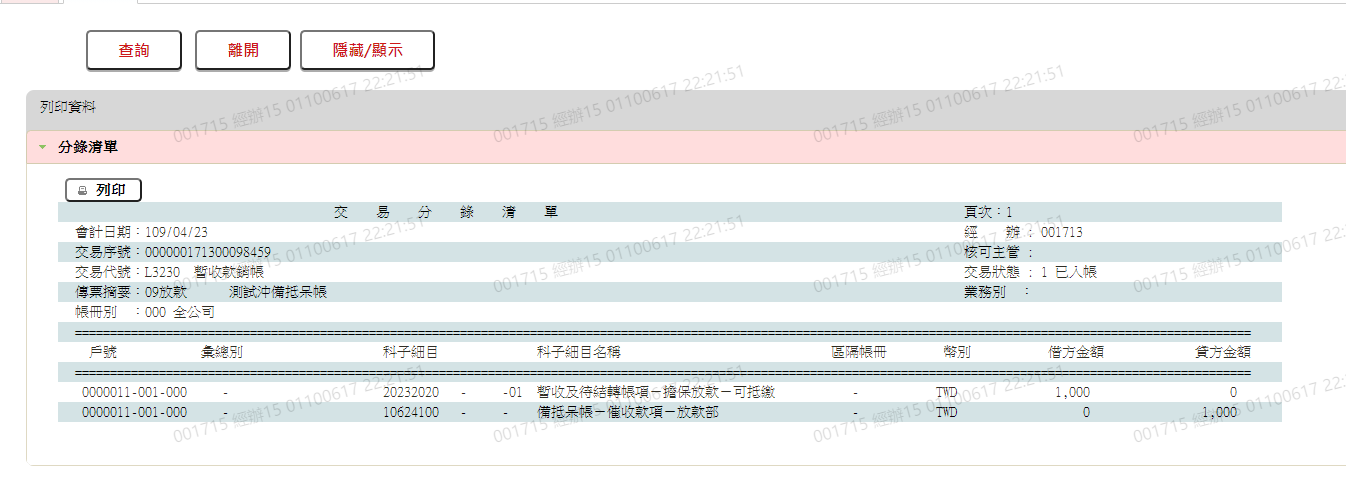 查詢 離開 隱藏/顯示
列印資料
分錄清單
列印
交 易 分 錄 清 單 頁次：1
會計日期：109/04/23 經 辦 : 001713
交易序號：000000171300098459 核可主管 :
交易代號：L3230 暫收款銷帳 交易狀態 : 1 已入帳
傳票摘要：09放款 測試沖備抵呆帳 業務別 ：
帳冊別 ：000 全公司
戶號 彙總別 科子細目 科子細目名稱 區隔帳冊 幣別 借方金額 貸方金額
0000011-001-000 - 20232020 - -01 暫收及待結轉帳項－擔保放款－可抵繳 - TWD 1,000 0
0000011-001-000 - 10624100 - - 備抵呆帳－催收款項－放款部 - TWD 0 1,000
001715 經辦15 01100617 22:21:51